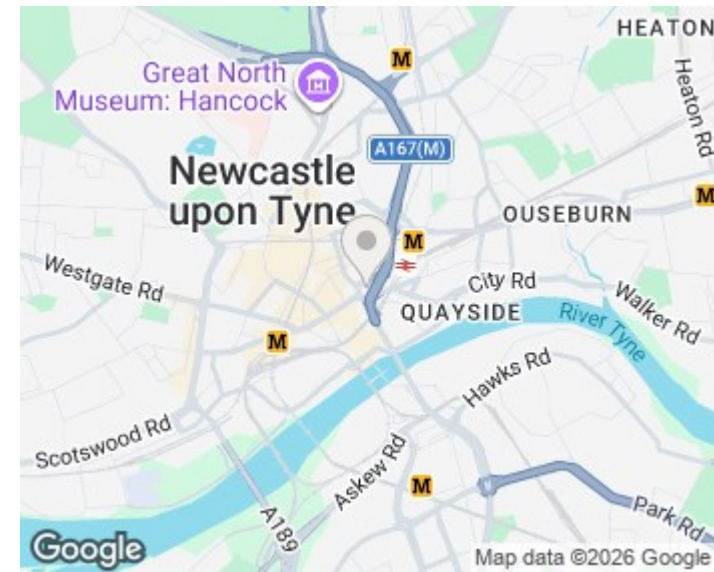 HEATON
M
Great North
Museum: Hancock
Heaton Rd
A167(M)
Newcastle
upon Tyne
M
OUSEBURN
M
Westgate Rd
City Rd
Walker Rd
QUAYSIDE
River Tyne
M
Hawks Rd
Scotswood Rd
Askew Rd
M
A189
Park Rd
Google
Map data ©2026 Google